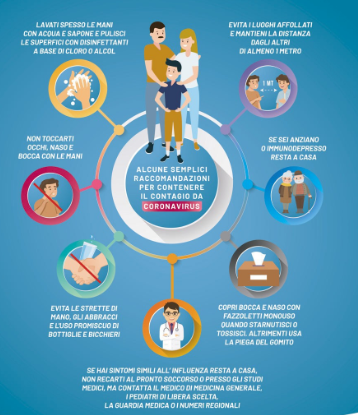 LAVATI SPESSO LE MANI
CON ACQUA E SAPONE E PULISCI
LE SUPERFICI CON DISINFETTANTI
A BASE DI CLORO O ALCOL
EVITA I LUOGHI AFFOLLATI
E MANTIENI LA DISTANZA
DAGLI ALTRI
DI ALMENO 1 METRO
1 MT
NON TOCCARTI
OCCHI, NASO E
BOCCA CON LE MANI
SE SEI ANZIANO
O IMMUNODEPRESSO
RESTA A CASA
ALCUNE SEMPLICI
RACCOMANDAZIONI
PER CONTENERE
IL CONTAGIO DA
CORONAVIRUS
EVITA LE STRETTE DI
MANO, GLI ABBRACCI
E L'USO PROMISCUO DI
BOTTIGLIE E BICCHIERI
COPRI BOCCA E NASO CON
FAZZOLETTI MONOUSO
QUANDO STARNUTISCI O
TOSSISCI. ALTRIMENTI USA
LA PIEGA DEL GOMITO
SE HAI SINTOMI SIMILI ALL' INFLUENZA RESTA A CASA,
NON RECARTI AL PRONTO SOCCORSO O PRESSO GLI STUDI
MEDICI, MA CONTATTA IL MEDICO DI MEDICINA GENERALE,
I PEDIATRI DI LIBERA SCELTA,
LA GUARDIA MEDICA O I NUMERI REGIONALI!